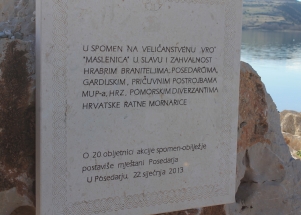 U SPOMEN NA VELIČANSTVENU VRO
"MASLENICA" U SLAVU I ZAHVALNOST
HRABRIM BRANITELJIMA, POSEDARČIMA,
GARDIJSKIM, PRIČUVNIM POSTROJBAMA
MUP-a, HRZ, POMORSKIM DIVERZANTIMA
HRVATSKE RATNE MORNARICE
O 20 obljetnici akcije spomen-obilježje
postaviše mještani Posedarja
U Posedarju, 22. siječnja 2013